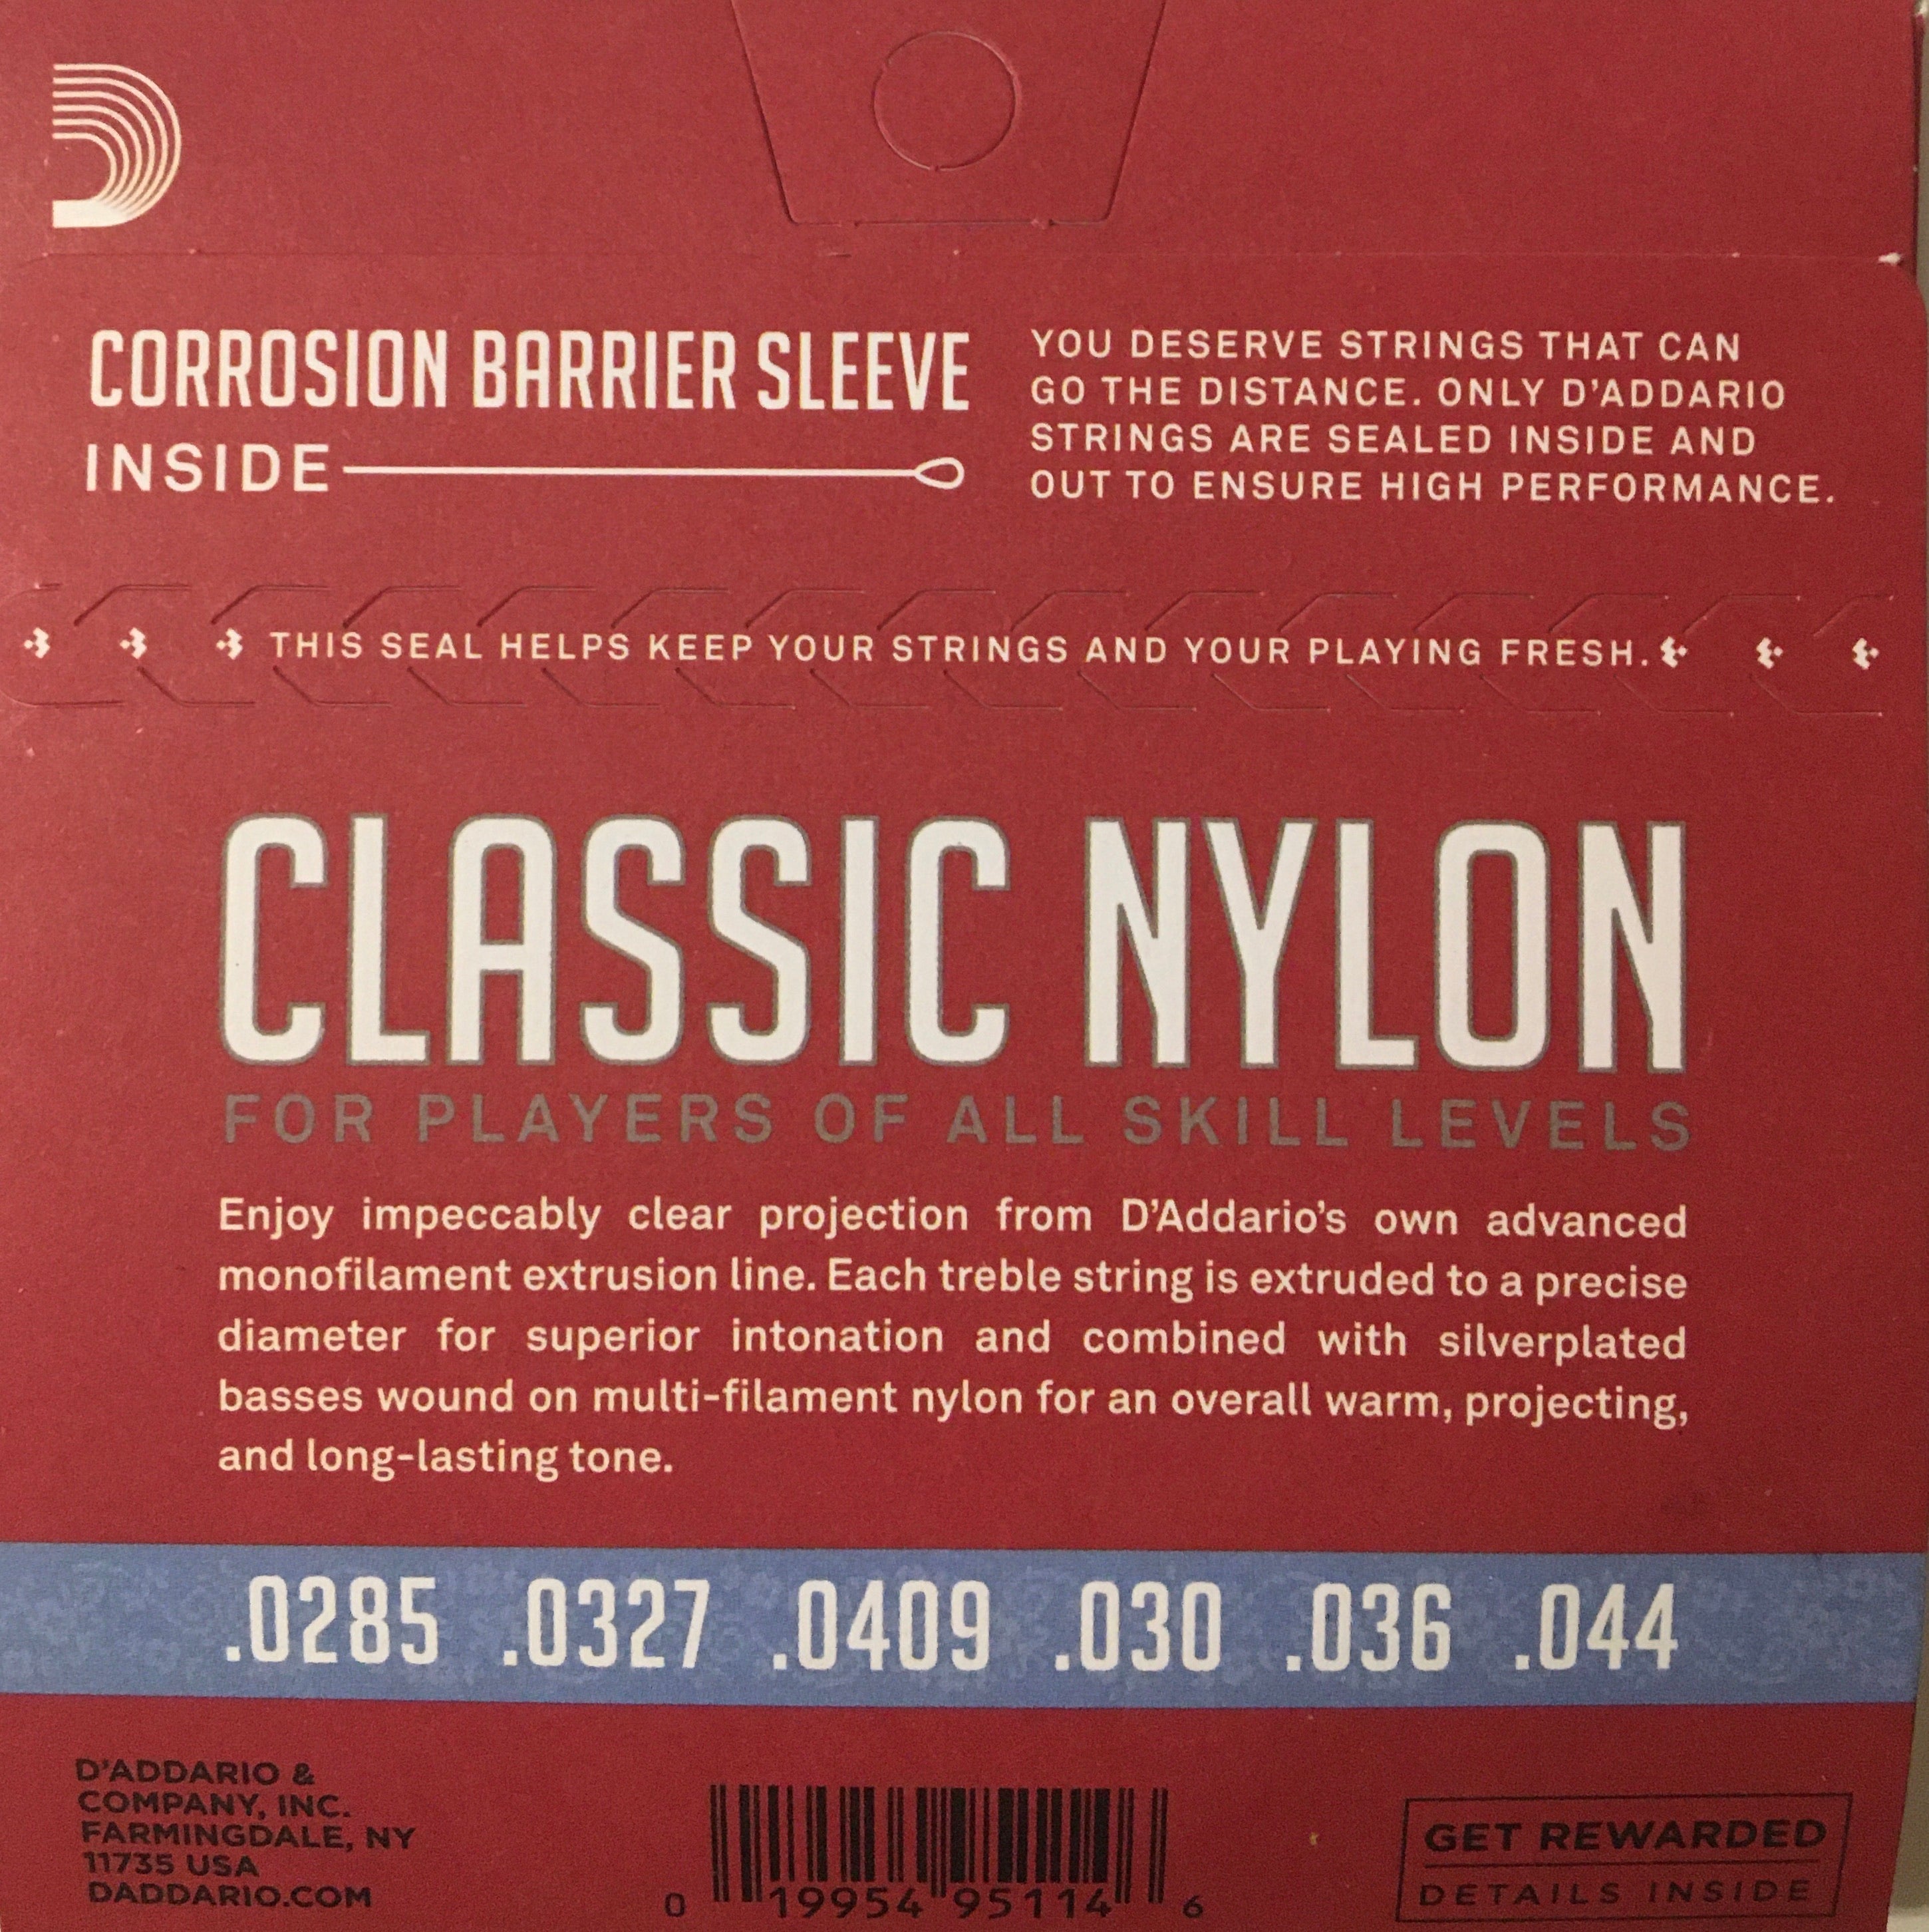 CORROSION BARRIER SLEEVE
INSIDE
YOU DESERVE STRINGS THAT CAN
GO THE DISTANCE. ONLY D'ADDARIO
STRINGS ARE SEALED INSIDE AND
OUT TO ENSURE HIGH PERFORMANCE.
THIS SEAL HELPS KEEP YOUR STRINGS AND YOUR PLAYING FRESH.
CLASSIC NYLON
FOR PLAYERS OF ALL SKILL LEVELS
Enjoy impeccably clear projection from D'Addario's own advanced
monofilament extrusion line. Each treble string is extruded to a precise
diameter for superior intonation and combined with silverplated
basses wound on multi-filament nylon for an overall warm, projecting,
and long-lasting tone.
.0285 .0327 .0409 .030 .036 .044
D'ADDARIO &
COMPANY, INC.
FARMINGDALE, NY
11735 USA
DADDARIO.COM
0 19954 95114 6
GET REWARDED
DETAILS INSIDE